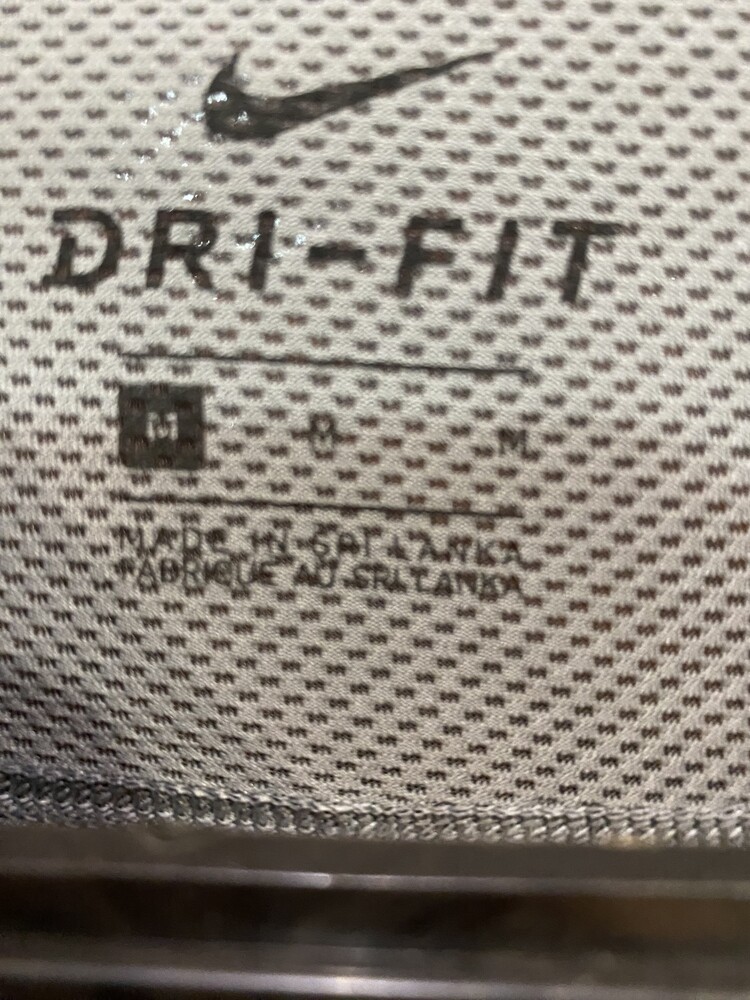 DRI-FIT
M M M
MADE IN SRI LANKA
FABRIQUE AU SRI LANKA